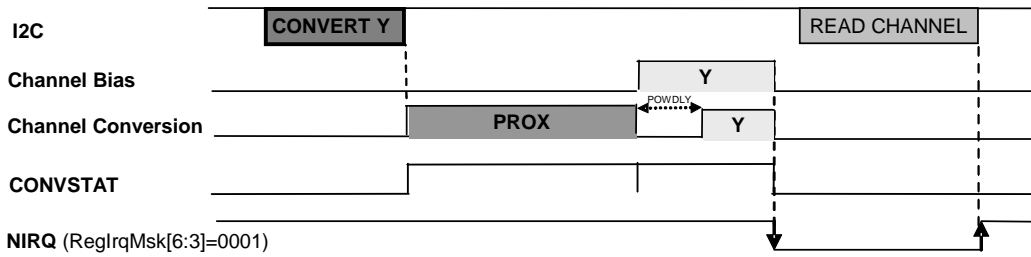 I2C CONVERT Y READ CHANNEL
Channel Bias Y
POWDLY
Channel Conversion PROX Y
CONVSTAT
NIRQ (RegIrqMsk[6:3]=0001)